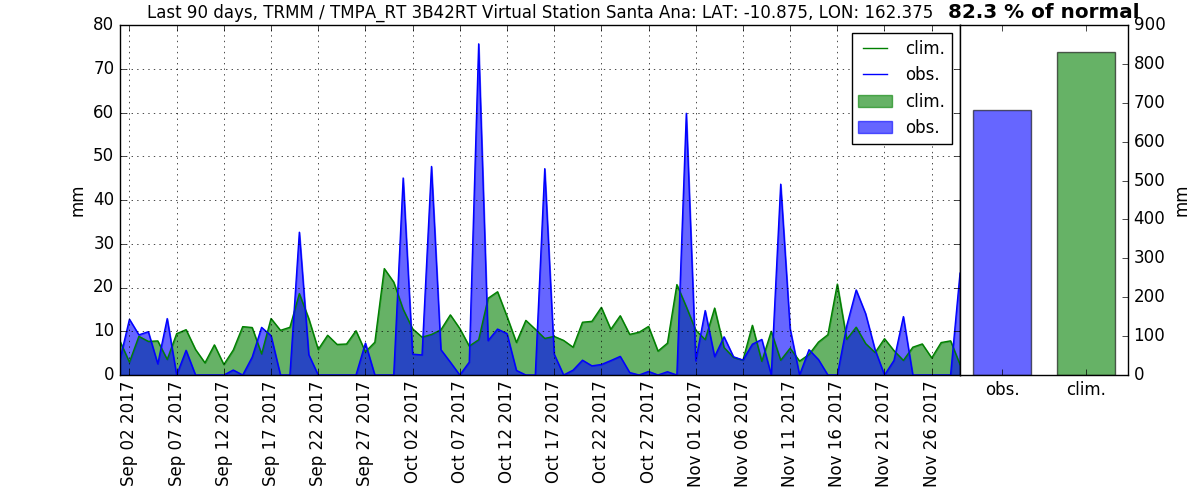 Last 90 days, TRMM / TMPA_RT 3B42RT Virtual Station Santa Ana: LAT: -10.875, LON: 162.375
82.3 % of normal
clim.
obs.
clim.
obs.
80
70
60
50
40
30
20
10
0
mm
Sep 02 2017
Sep 07 2017
Sep 12 2017
Sep 17 2017
Sep 22 2017
Sep 27 2017
Oct 02 2017
Oct 07 2017
Oct 12 2017
Oct 17 2017
Oct 22 2017
Oct 27 2017
Nov 01 2017
Nov 06 2017
Nov 11 2017
Nov 16 2017
Nov 21 2017
Nov 26 2017
900
800
700
600
500
400
300
200
100
0
mm
obs.
clim.